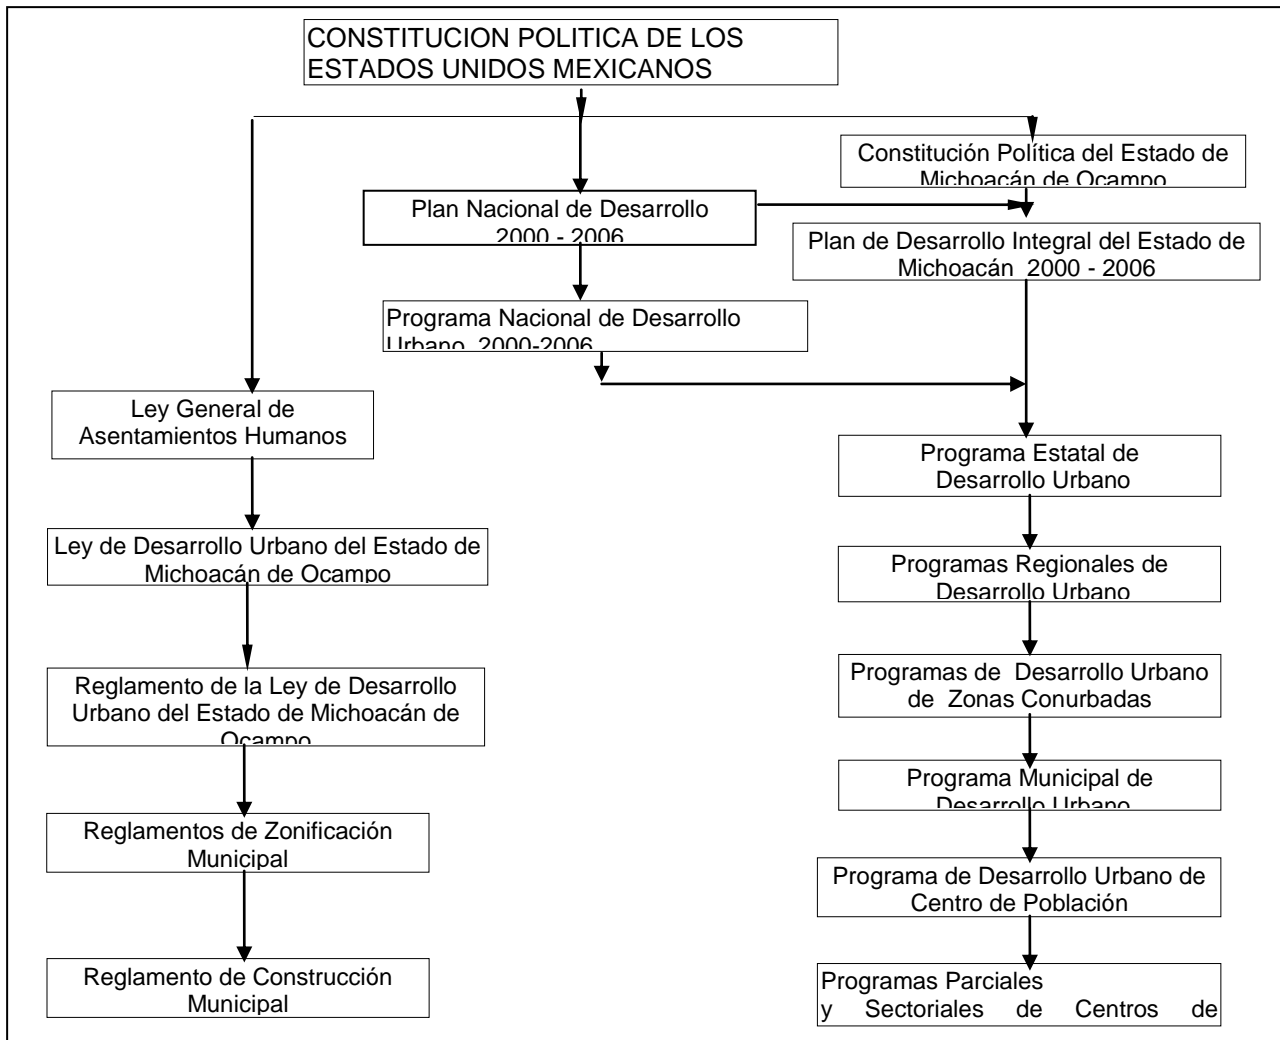 CONSTITUCION POLITICA DE LOS
ESTADOS UNIDOS MEXICANOS
Constitución Política del Estado de
Michoacán de Ocampo
Plan Nacional de Desarrollo
2000 - 2006
Plan de Desarrollo Integral del Estado de
Michoacán 2000 - 2006
Programa Nacional de Desarrollo
Urbano 2000-2006
Ley General de
Asentamientos Humanos
Programa Estatal de
Desarrollo Urbano
Ley de Desarrollo Urbano del Estado de
Michoacán de Ocampo
Programas Regionales de
Desarrollo Urbano
Reglamento de la Ley de Desarrollo
Urbano del Estado de Michoacán de
Ocampo
Programas de Desarrollo Urbano
de Zonas Conurbadas
Programa Municipal de
Desarrollo Urbano
Reglamentos de Zonificación
Municipal
Programa de Desarrollo Urbano de
Centro de Población
Reglamento de Construcción
Municipal
Programas Parciales
y Sectoriales de Centros de